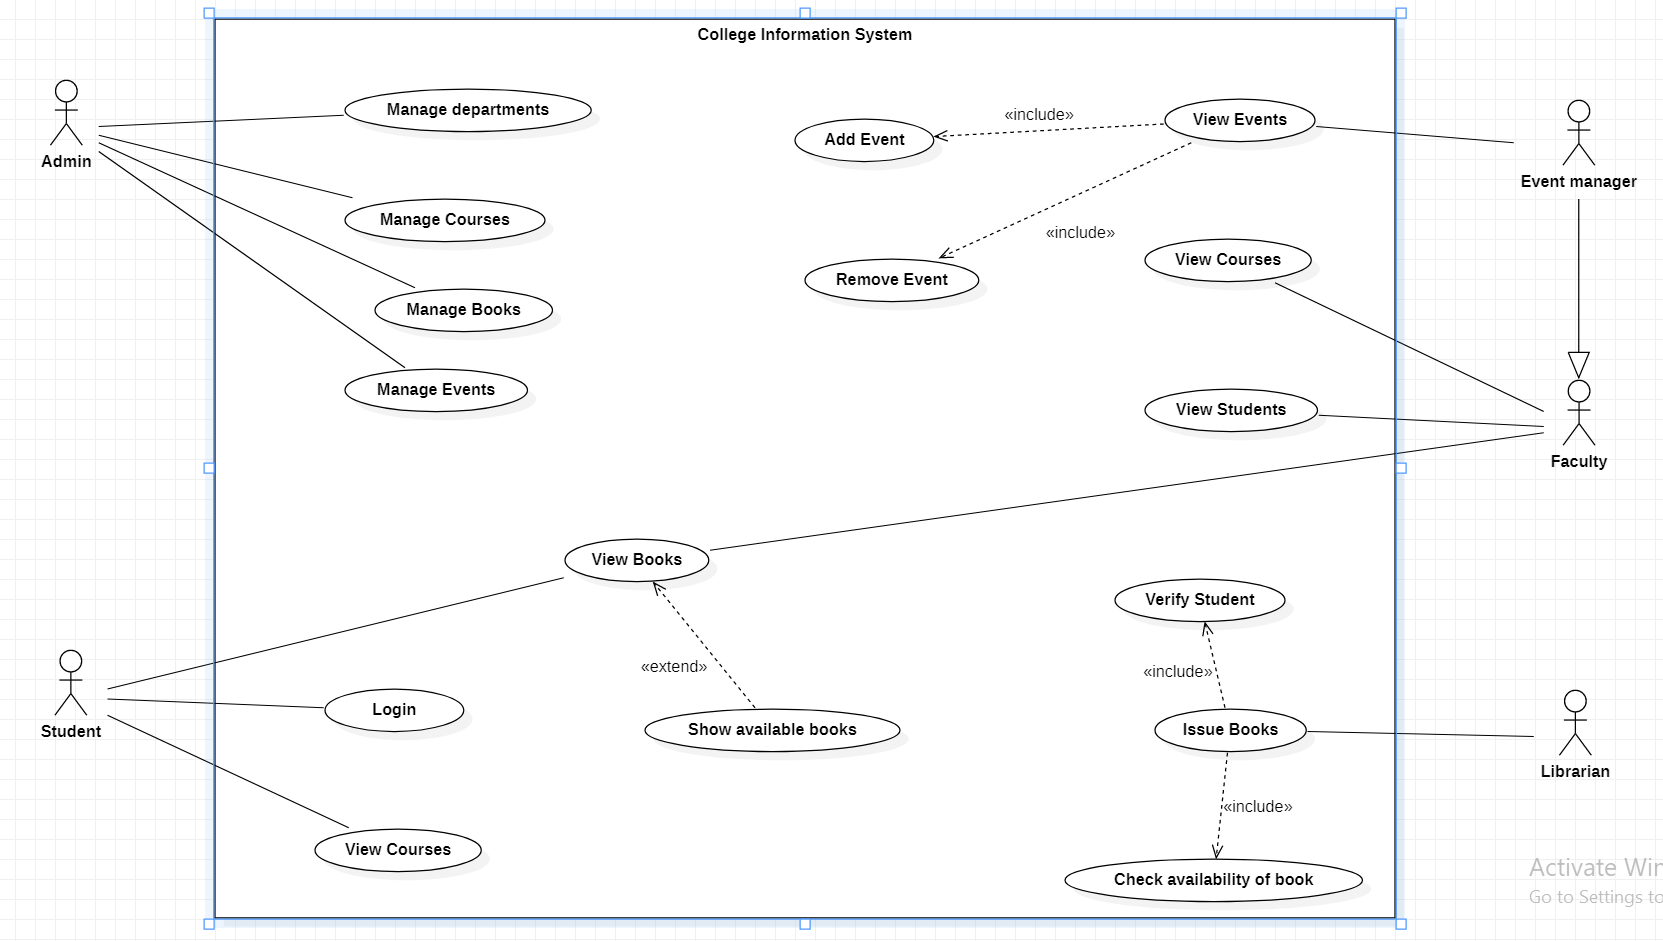 College Information System
Manage departments
«include»
View Events
Add Event
Admin
Event manager
Manage Courses
«include»
View Courses
Remove Event
Manage Books
Manage Events
View Students
Faculty
View Books
Verify Student
«extend»
«include»
Login
Student
Show available books
Issue Books
Librarian
«include»
View Courses
Check availability of book
Activate Win
Go to Settings to